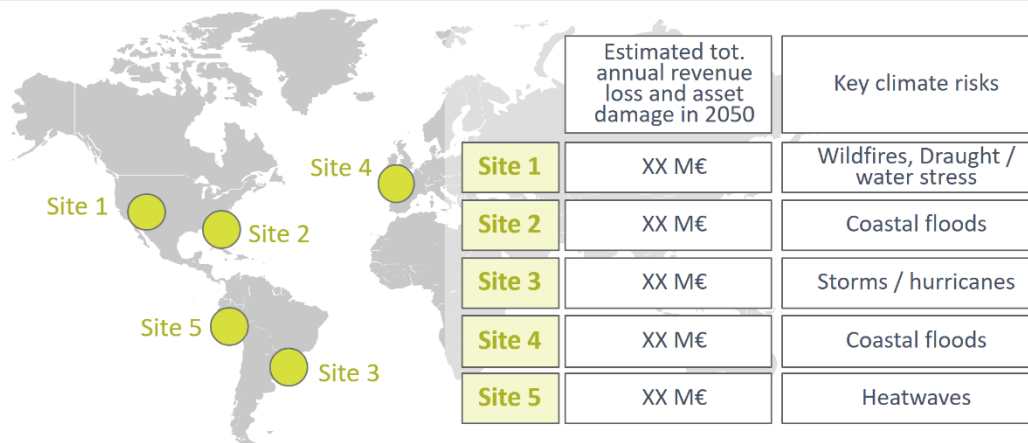 Estimated tot.
annual revenue
loss and asset
damage in 2050
Key climate risks
Site 1
XX M€
Wildfires, Draught /
water stress
Site 2
XX M€
Coastal floods
Site 3
XX M€
Storms / hurricanes
Site 4
XX M€
Coastal floods
Site 5
XX M€
Heatwaves
Site 4
Site 1
Site 2
Site 5
Site 3